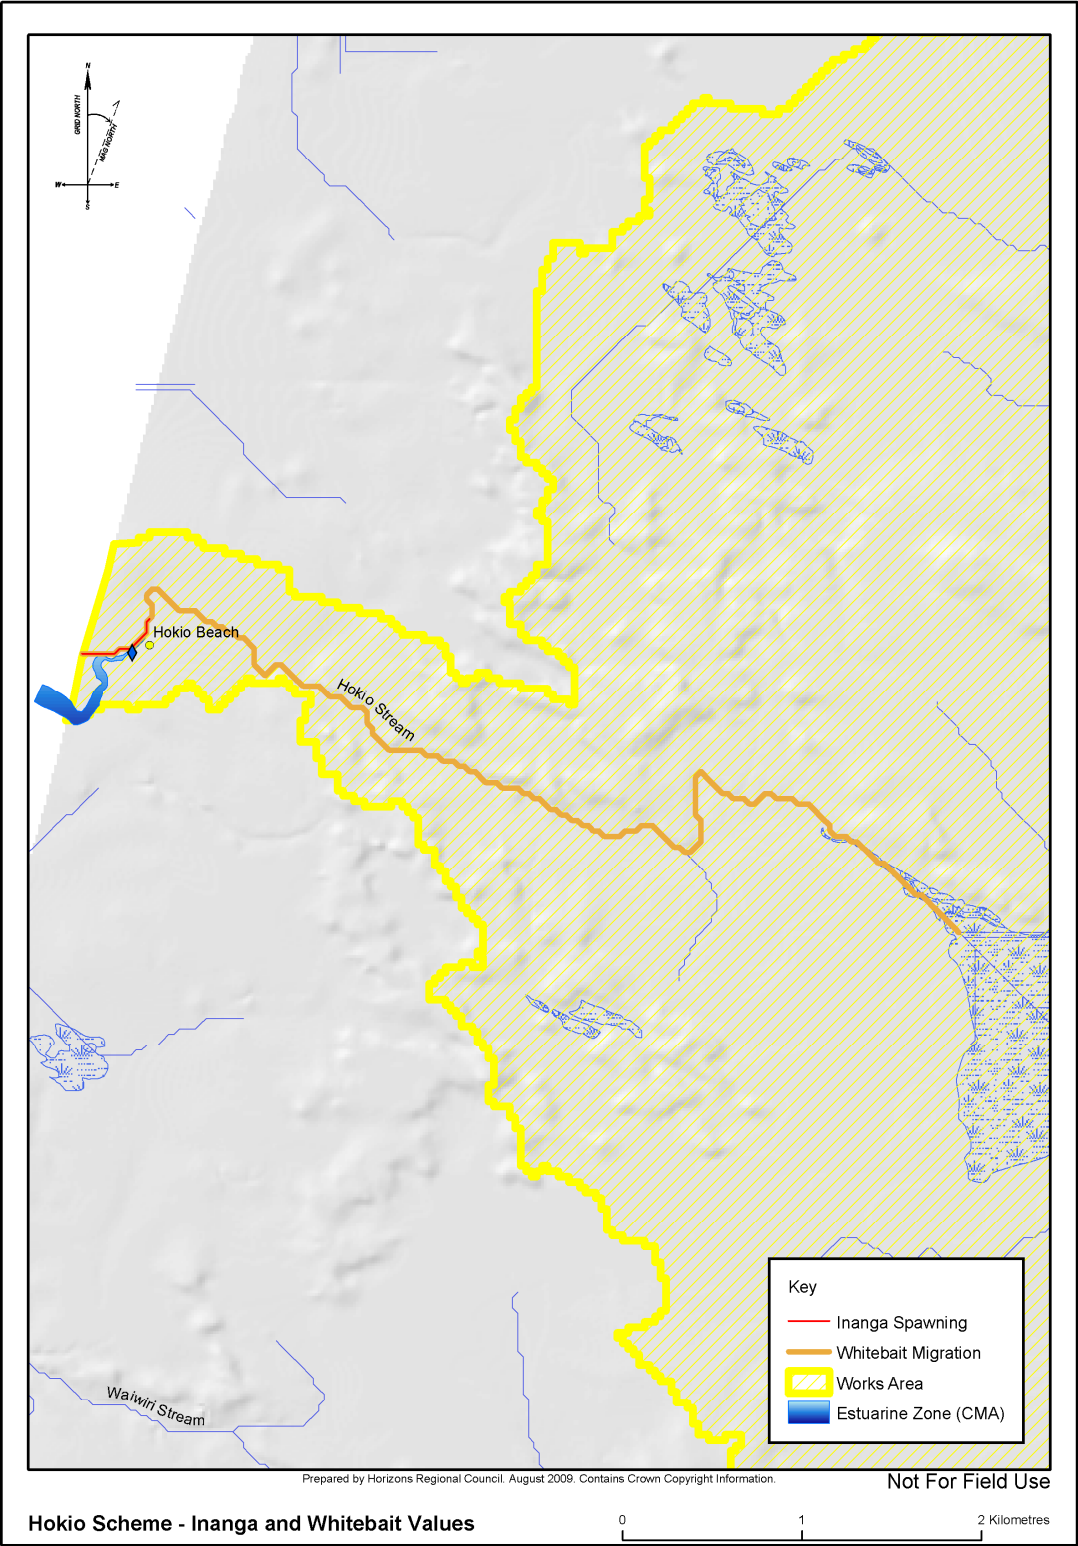 N
GRID NORTH
MAG NORTH
W
E
S
Hokio Beach
Hokio Stream
Waiwiri Stream
Key
Inanga Spawning
Whitebait Migration
Works Area
Estuarine Zone (CMA)
Prepared by Horizons Regional Council. August 2009. Contains Crown Copyright Information.
Not For Field Use
Hokio Scheme - Inanga and Whitebait Values
0 1 2 Kilometres